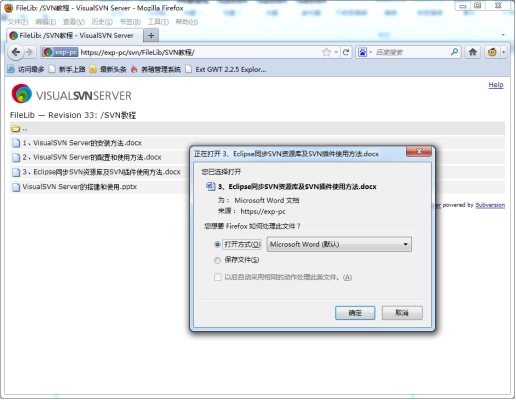 FileLib: /SVN教程 - VisualSVN Server - Mozilla Firefox
文件(F) 编辑(E) 查看(V) 历史(S) 书签(B) 工具(T) 帮助(H)
FileLib: /SVN教程 - VisualSVN Server
exp-pc https://exp-pc/svn/FileLib/SVN教程/
百度搜索
访问最多 新手上路 最新头条 养殖管理系统 Ext GWT 2.2.5 Explor...
Help
VISUALSVNSERVER
FileLib — Revision 33: /SVN教程
..
1、VisualSVN Server的安装方法.docx
2、VisualSVN Server的配置和使用方法.docx
3、Eclipse同步SVN资源库及SVN插件使用方法.docx
VisualSVN Server的搭建和使用.pptx
powered by Subversion
正在打开 3、Eclipse同步SVN资源库及SVN插件使用方法.docx
您已选择打开
3、Eclipse同步SVN资源库及SVN插件使用方法.docx
为： Microsoft Word 文档
来源： https://exp-pc
您想要 Firefox 如何处理此文件？
打开方式(O) Microsoft Word (默认)
保存文件(S)
以后自动采用相同的动作处理此类文件。(A)
确定 取消